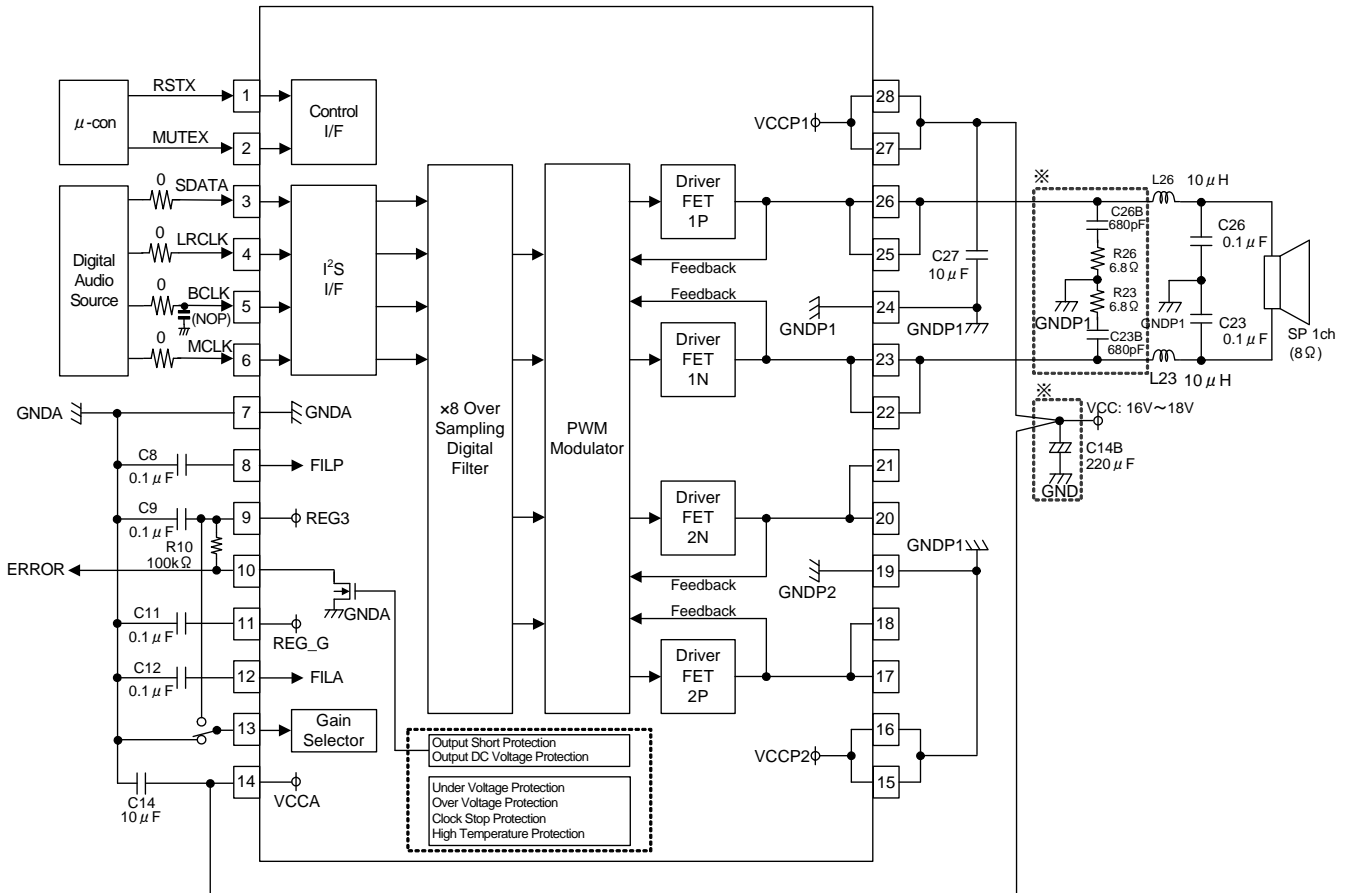 μ-con
RSTX
MUTEX
1
2
Control
I/F
Digital
Audio
Source
0
SDATA
3
0
LRCLK
4
0
BCLK
(NOP)
5
0
MCLK
6
I²S
I/F
GNDA
7
GNDA
C8
0.1μF
8
FILP
C9
0.1μF
9
REG3
R10
100kΩ
ERROR
10
GNDA
C11
0.1μF
11
REG_G
C12
0.1μF
12
FILA
13
Gain
Selector
C14
10μF
14
VCCA
×8 Over
Sampling
Digital
Filter
PWM
Modulator
Driver
FET
1P
Feedback
Feedback
Driver
FET
1N
Driver
FET
2N
Feedback
Feedback
Driver
FET
2P
Output Short Protection
Output DC Voltage Protection
Under Voltage Protection
Over Voltage Protection
Clock Stop Protection
High Temperature Protection
VCCP1
28
27
26
25
GNDP1
24
23
22
21
20
GNDP2
19
GNDP1
18
17
VCCP2
16
15
C27
10μF
GNDP1
※
C26B
680pF
R26
6.8Ω
R23
6.8Ω
GNDP1
C23B
680pF
L26 10μH
C26
0.1μF
GNDP1
C23
0.1μF
L23 10μH
SP 1ch
(8Ω)
※
VCC: 16V～18V
C14B
220μF
GND